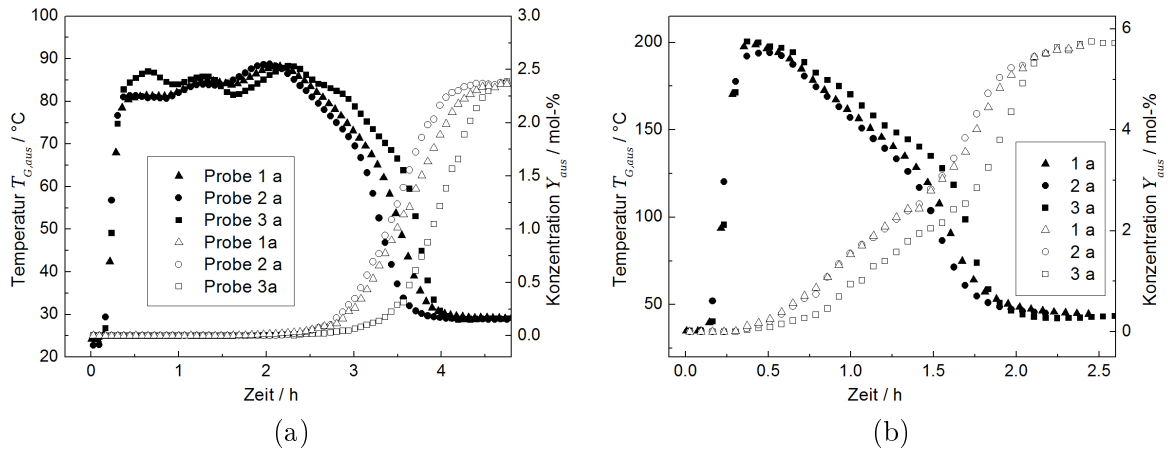 100
90
80
70
60
50
40
30
20
Temperatur T_G,aus / °C
3.0
2.5
2.0
1.5
1.0
0.5
0.0
Konzentration Y_aus / mol-%
Probe 1 a
Probe 2 a
Probe 3 a
Probe 1a
Probe 2 a
Probe 3a
0 1 2 3 4
Zeit / h
(a)
200
150
100
50
Temperatur T_G,aus / °C
6
4
2
0
Konzentration Y_aus / mol-%
1 a
2 a
3 a
1 a
2 a
3 a
0.0 0.5 1.0 1.5 2.0 2.5
Zeit / h
(b)